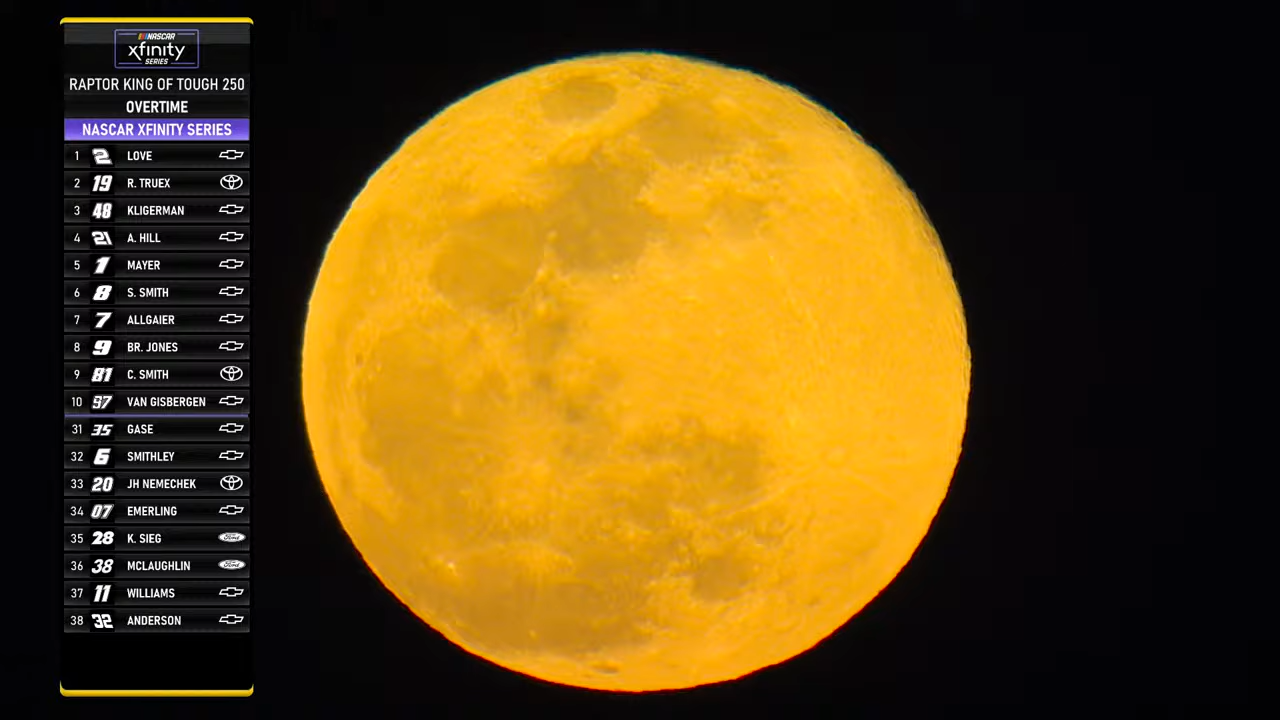 NASCAR
xfinity
SERIES
RAPTOR KING OF TOUGH 250
OVERTIME
NASCAR XFINITY SERIES
1 2 LOVE
2 19 R. TRUEX
3 48 KLIGERMAN
4 21 A. HILL
5 1 MAYER
6 8 S. SMITH
7 7 ALLGAIER
8 9 BR. JONES
9 81 C. SMITH
10 97 VAN GISBERGEN
31 35 GASE
32 6 SMITHLEY
33 20 JH NEMECHEK
34 07 EMERLING
35 28 K. SIEG Ford
36 38 MCLAUGHLIN Ford
37 11 WILLIAMS
38 32 ANDERSON